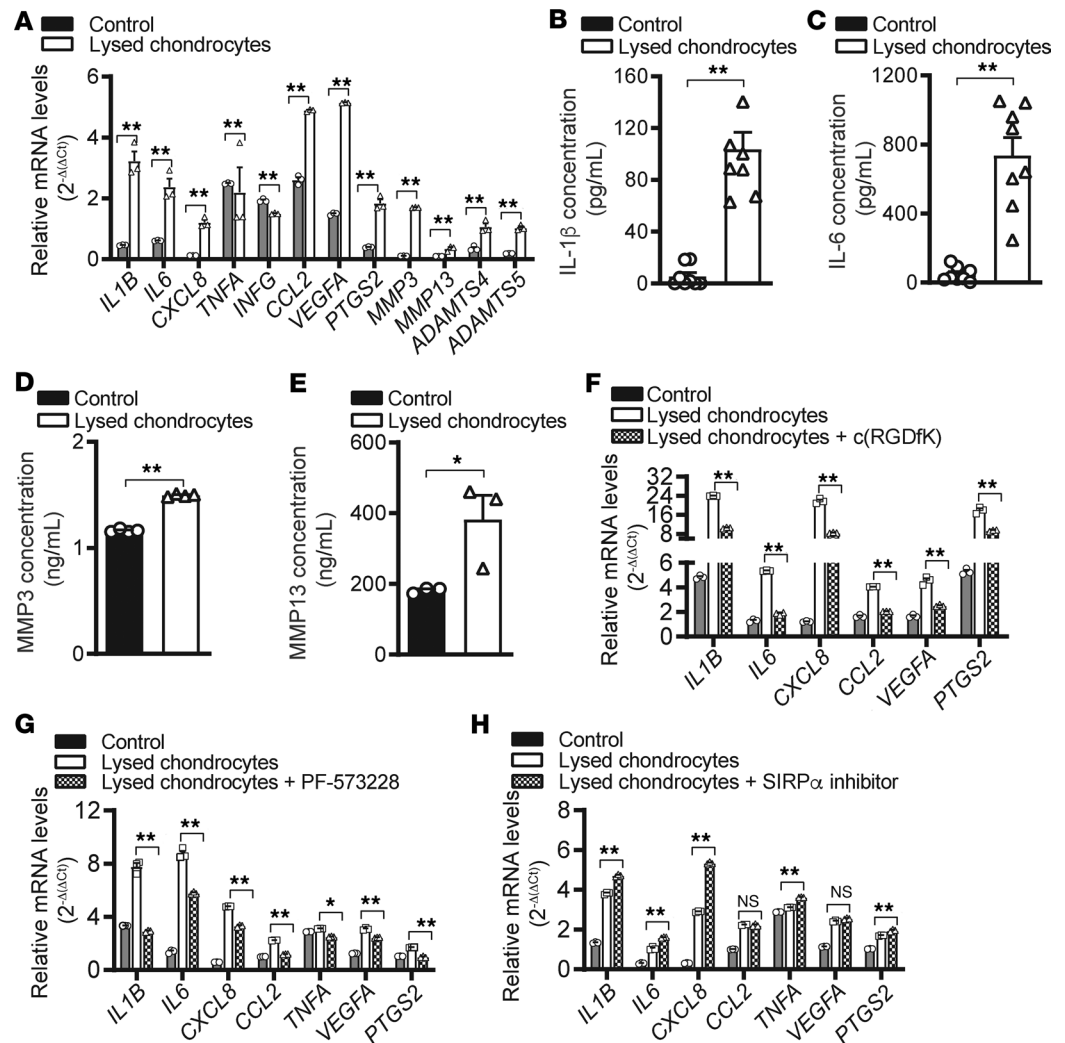 A
Control
Lysed chondrocytes
Relative mRNA levels
(2-Δ(ΔCt))
6
4
2
0
** ** ** ** ** ** ** ** ** ** ** **
IL1B IL6 CXCL8 TNFA INFG CCL2 VEGFA PTGS2 MMP3 MMP13 ADAMTS4 ADAMTS5
B
Control
Lysed chondrocytes
IL-1β concentration
(pg/mL)
160
120
80
40
0
**
C
Control
Lysed chondrocytes
IL-6 concentration
(pg/mL)
1200
800
400
0
**
D
Control
Lysed chondrocytes
MMP3 concentration
(ng/mL)
2
1
0
**
E
Control
Lysed chondrocytes
MMP13 concentration
(ng/mL)
600
400
200
0
*
F
Control
Lysed chondrocytes
Lysed chondrocytes + c(RGDfK)
Relative mRNA levels
(2-Δ(ΔCt))
32
24
16
8
6
4
2
0
** ** ** ** ** **
IL1B IL6 CXCL8 CCL2 VEGFA PTGS2
G
Control
Lysed chondrocytes
Lysed chondrocytes + PF-573228
Relative mRNA levels
(2-Δ(ΔCt))
12
8
4
0
** ** ** ** * ** **
IL1B IL6 CXCL8 CCL2 TNFA VEGFA PTGS2
H
Control
Lysed chondrocytes
Lysed chondrocytes + SIRPα inhibitor
Relative mRNA levels
(2-Δ(ΔCt))
8
6
4
2
0
** ** ** NS ** NS **
IL1B IL6 CXCL8 CCL2 TNFA VEGFA PTGS2